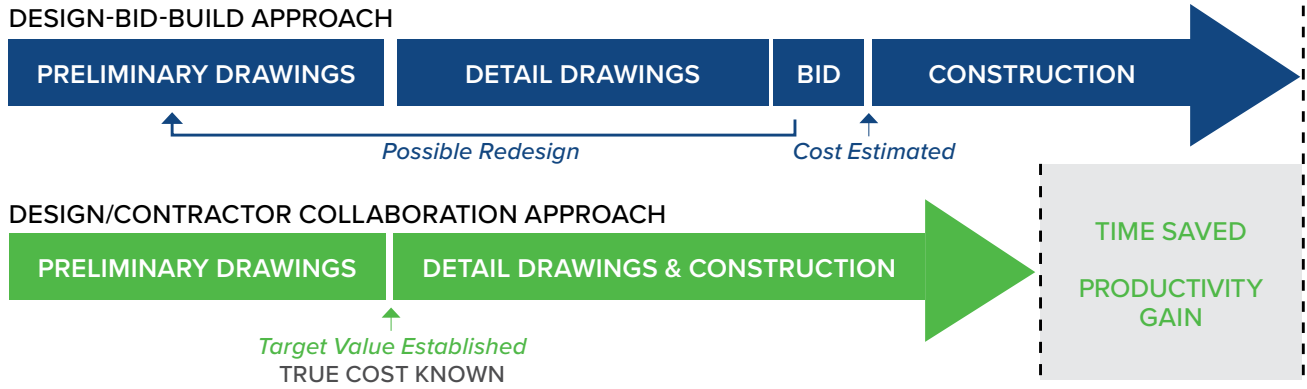 DESIGN-BID-BUILD APPROACH
PRELIMINARY DRAWINGS
DETAIL DRAWINGS
BID
CONSTRUCTION
Possible Redesign
Cost Estimated
DESIGN/CONTRACTOR COLLABORATION APPROACH
PRELIMINARY DRAWINGS
DETAIL DRAWINGS & CONSTRUCTION
Target Value Established
TRUE COST KNOWN
TIME SAVED
PRODUCTIVITY
GAIN